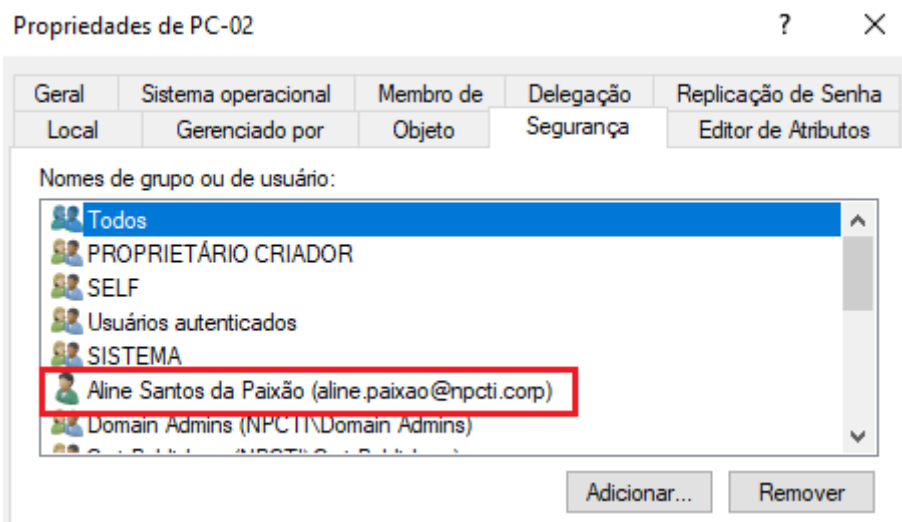 Propriedades de PC-02 ? ×
Geral Sistema operacional Membro de Delegação Replicação de Senha
Local Gerenciado por Objeto Segurança Editor de Atributos
Nomes de grupo ou de usuário:
Todos
PROPRIETÁRIO CRIADOR
SELF
Usuários autenticados
SISTEMA
Aline Santos da Paixão (aline.paixao@npcti.corp)
Domain Admins (NPCTI\Domain Admins)
Adicionar... Remover